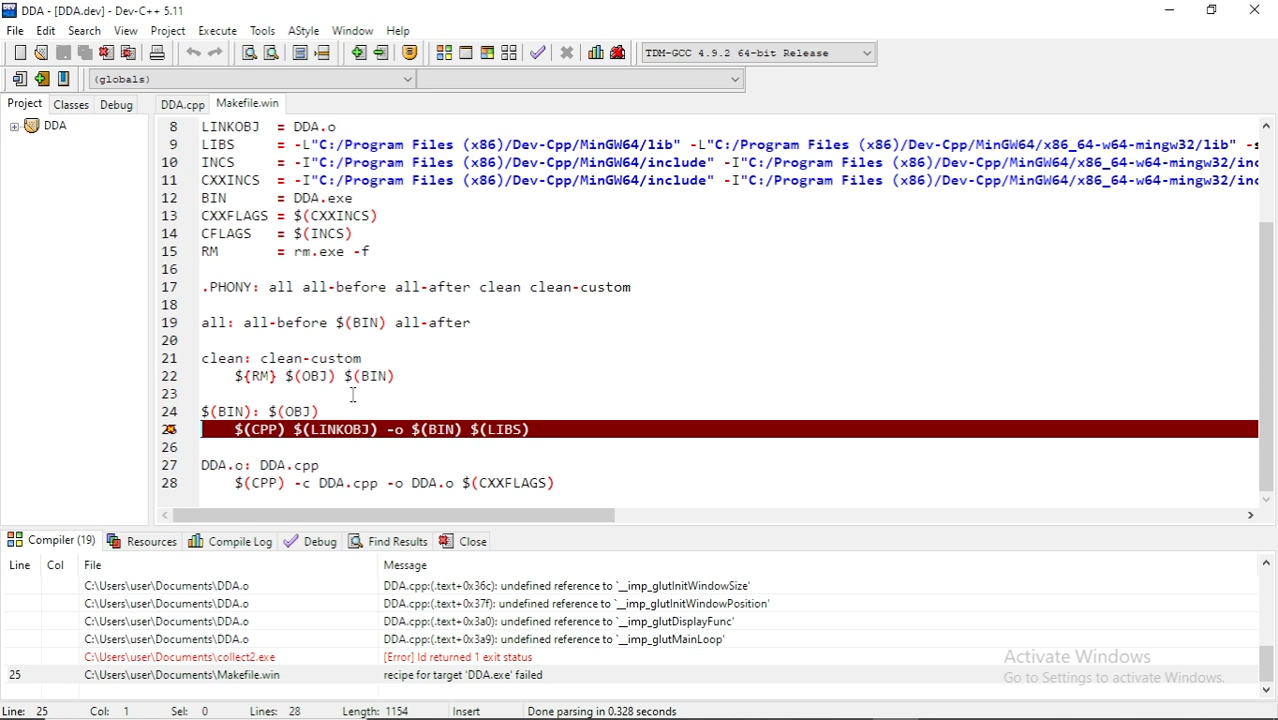 DDA - [DDA.dev] - Dev-C++ 5.11
File Edit Search View Project Execute Tools AStyle Window Help
TDM-GCC 4.9.2 64-bit Release
(globals)
Project Classes Debug DDA.cpp Makefile.win
DDA
8 LINKOBJ = DDA.o
9 LIBS = -L"C:/Program Files (x86)/Dev-Cpp/MinGW64/lib" -L"C:/Program Files (x86)/Dev-Cpp/MinGW64/x86_64-w64-mingw32/lib" -s
10 INCS = -I"C:/Program Files (x86)/Dev-Cpp/MinGW64/include" -I"C:/Program Files (x86)/Dev-Cpp/MinGW64/x86_64-w64-mingw32/inc
11 CXXINCS = -I"C:/Program Files (x86)/Dev-Cpp/MinGW64/include" -I"C:/Program Files (x86)/Dev-Cpp/MinGW64/x86_64-w64-mingw32/inc
12 BIN = DDA.exe
13 CXXFLAGS = $(CXXINCS)
14 CFLAGS = $(INCS)
15 RM = rm.exe -f
16
17 .PHONY: all all-before all-after clean clean-custom
18
19 all: all-before $(BIN) all-after
20
21 clean: clean-custom
22 ${RM} $(OBJ) $(BIN)
23
24 $(BIN): $(OBJ)
25 $(CPP) $(LINKOBJ) -o $(BIN) $(LIBS)
26
27 DDA.o: DDA.cpp
28 $(CPP) -c DDA.cpp -o DDA.o $(CXXFLAGS)
Compiler (19) Resources Compile Log Debug Find Results Close
Line Col File Message
C:\Users\user\Documents\DDA.o DDA.cpp:(.text+0x36c): undefined reference to `__imp_glutInitWindowSize'
C:\Users\user\Documents\DDA.o DDA.cpp:(.text+0x37f): undefined reference to `__imp_glutInitWindowPosition'
C:\Users\user\Documents\DDA.o DDA.cpp:(.text+0x3a0): undefined reference to `__imp_glutDisplayFunc'
C:\Users\user\Documents\DDA.o DDA.cpp:(.text+0x3a9): undefined reference to `__imp_glutMainLoop'
C:\Users\user\Documents\collect2.exe [Error] ld returned 1 exit status
25 C:\Users\user\Documents\Makefile.win recipe for target 'DDA.exe' failed
Activate Windows
Go to Settings to activate Windows.
Line: 25 Col: 1 Sel: 0 Lines: 28 Length: 1154 Insert Done parsing in 0.328 seconds